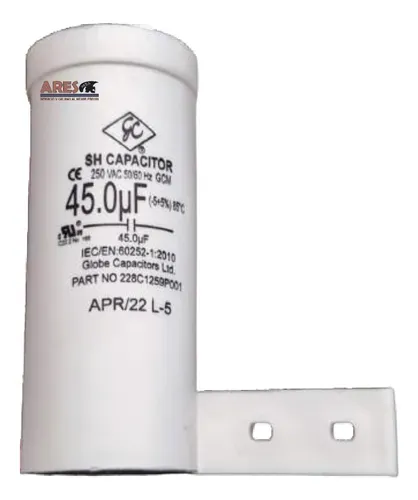 ARES
GC
SH CAPACITOR
CE 250 VAC 50/60 Hz GCM
45.0µF (-5+5%) 85°C
45.0µF
IEC/EN:60252-1:2010
Globe Capacitors Ltd.
PART NO 228C1259P001
APR/22 L-5